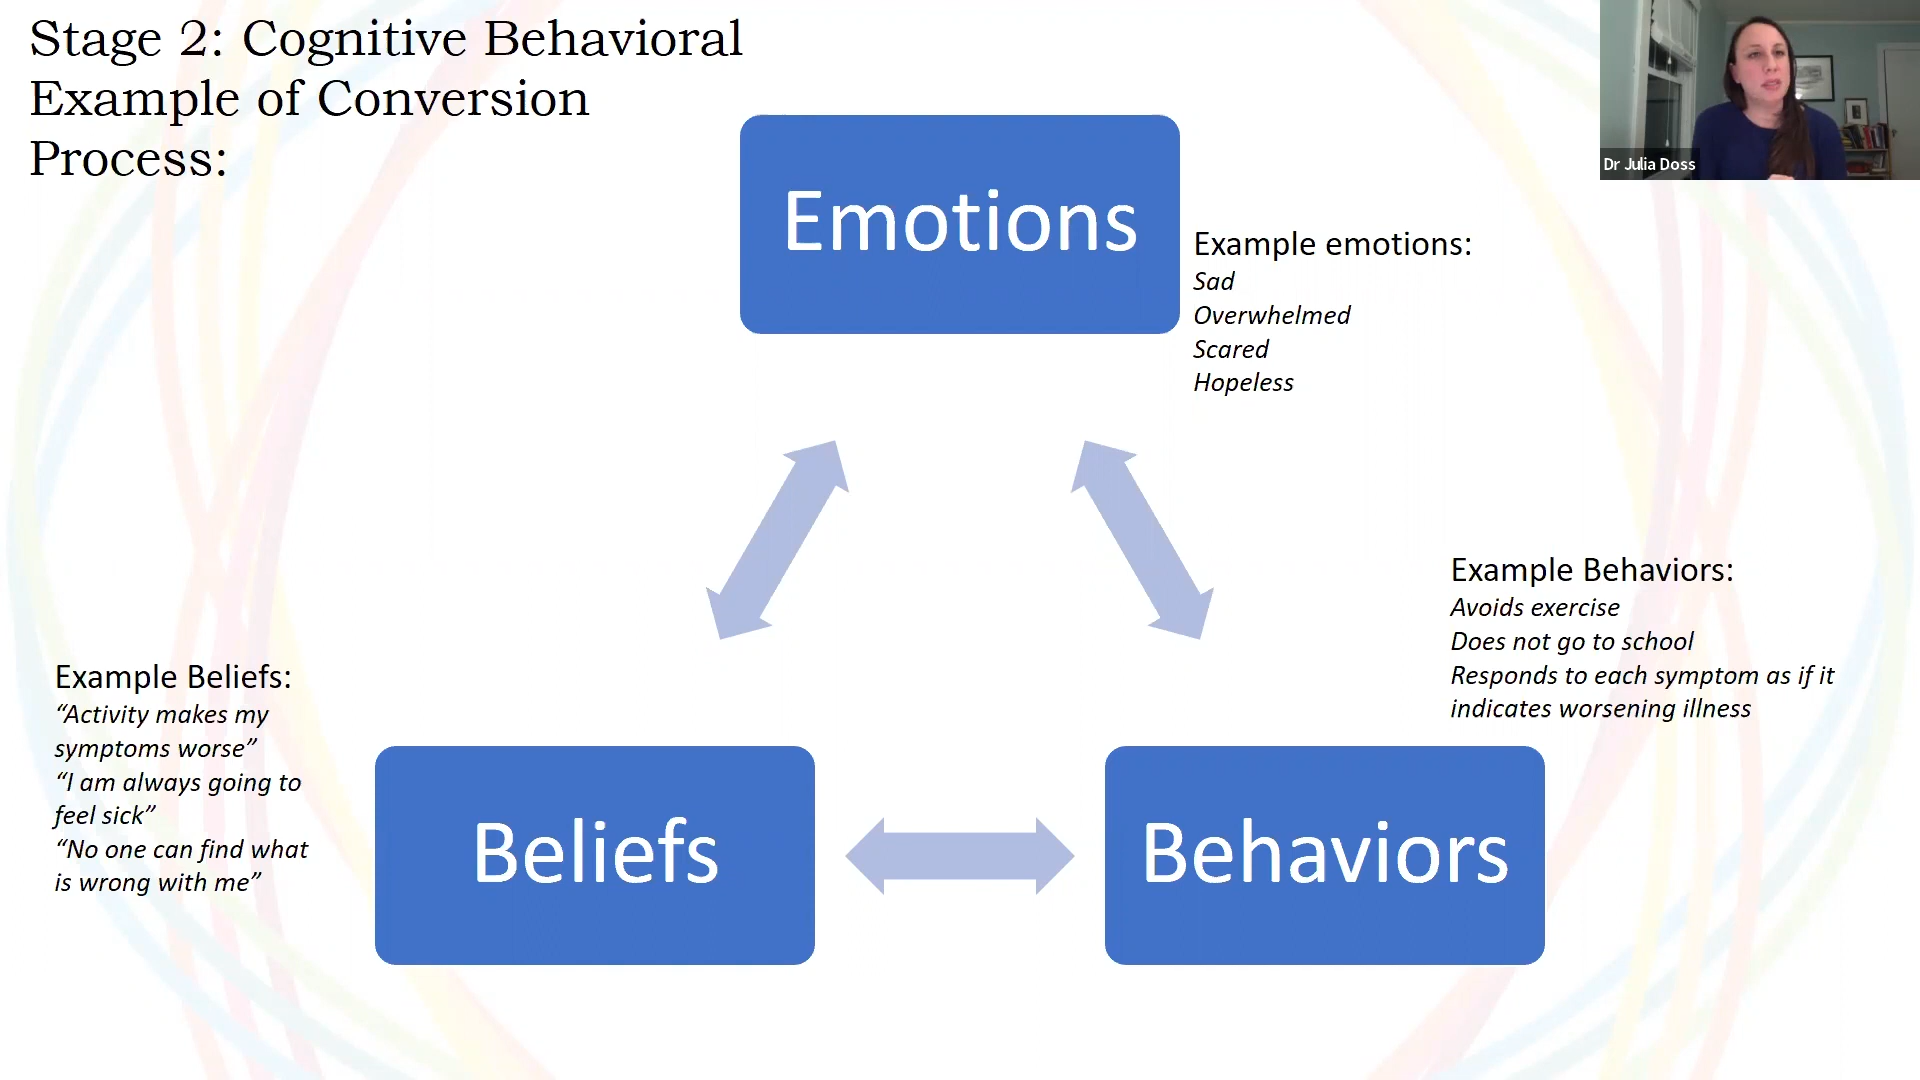 Stage 2: Cognitive Behavioral
Example of Conversion
Process:
Dr Julia Doss
Emotions
Example emotions:
Sad
Overwhelmed
Scared
Hopeless
Example Behaviors:
Avoids exercise
Does not go to school
Responds to each symptom as if it
indicates worsening illness
Example Beliefs:
“Activity makes my
symptoms worse”
“I am always going to
feel sick”
“No one can find what
is wrong with me”
Beliefs
Behaviors